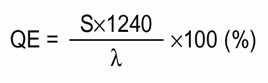 QE = S×1240 / λ ×100 (%)